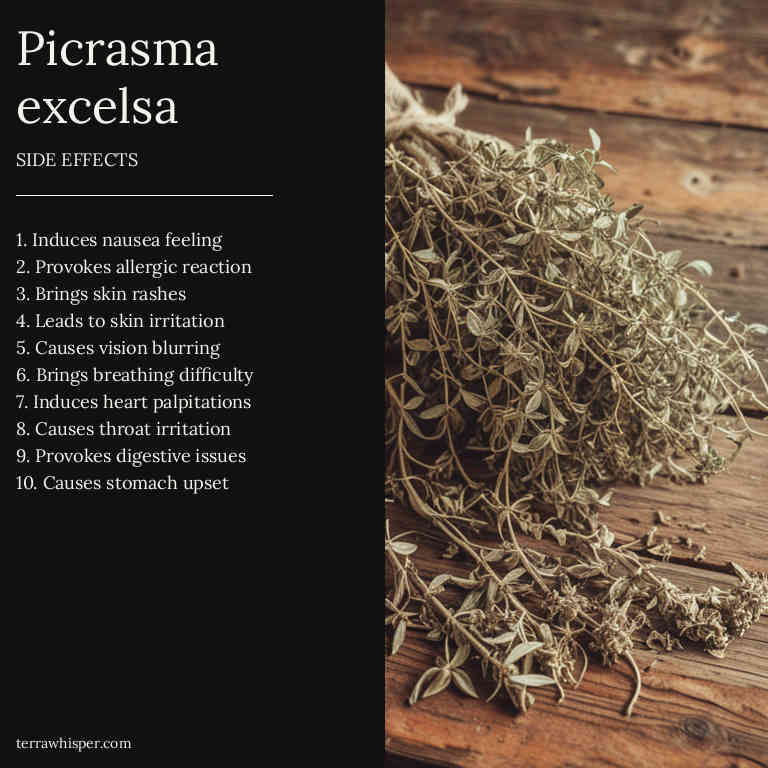 Picrasma
excelsa
SIDE EFFECTS
1. Induces nausea feeling
2. Provokes allergic reaction
3. Brings skin rashes
4. Leads to skin irritation
5. Causes vision blurring
6. Brings breathing difficulty
7. Induces heart palpitations
8. Causes throat irritation
9. Provokes digestive issues
10. Causes stomach upset
terrawhisper.com